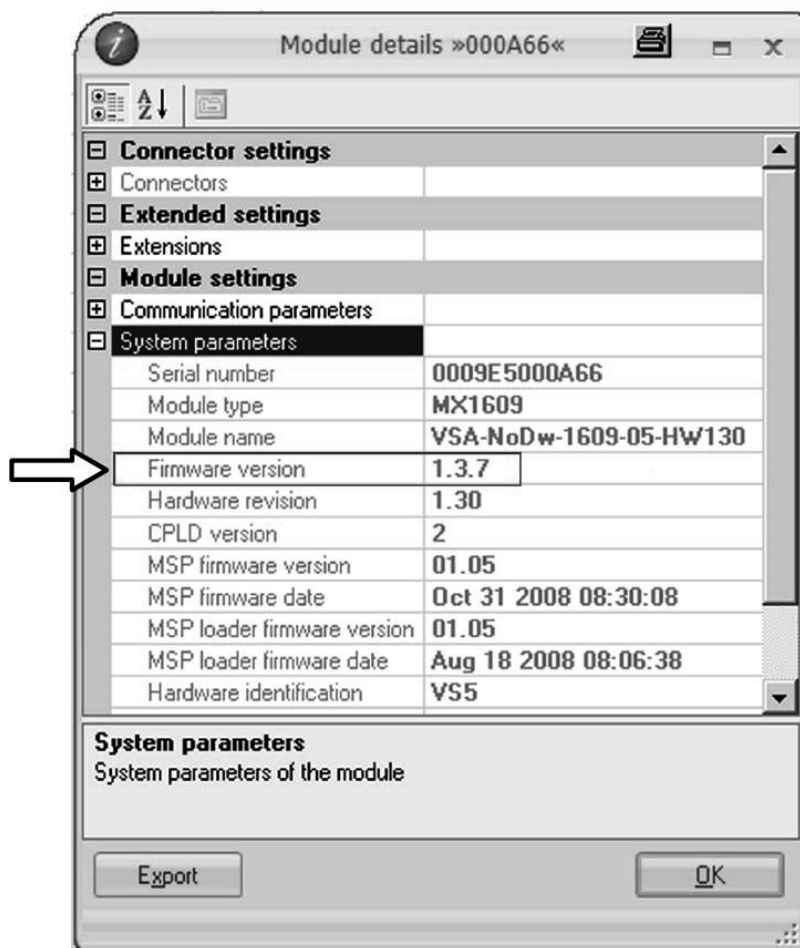 Module details »000A66«
Connector settings
Connectors
Extended settings
Extensions
Module settings
Communication parameters
System parameters
Serial number 0009E5000A66
Module type MX1609
Module name VSA-NoDw-1609-05-HW130
Firmware version 1.3.7
Hardware revision 1.30
CPLD version 2
MSP firmware version 01.05
MSP firmware date Oct 31 2008 08:30:08
MSP loader firmware version 01.05
MSP loader firmware date Aug 18 2008 08:06:38
Hardware identification VS5
System parameters
System parameters of the module
Export OK